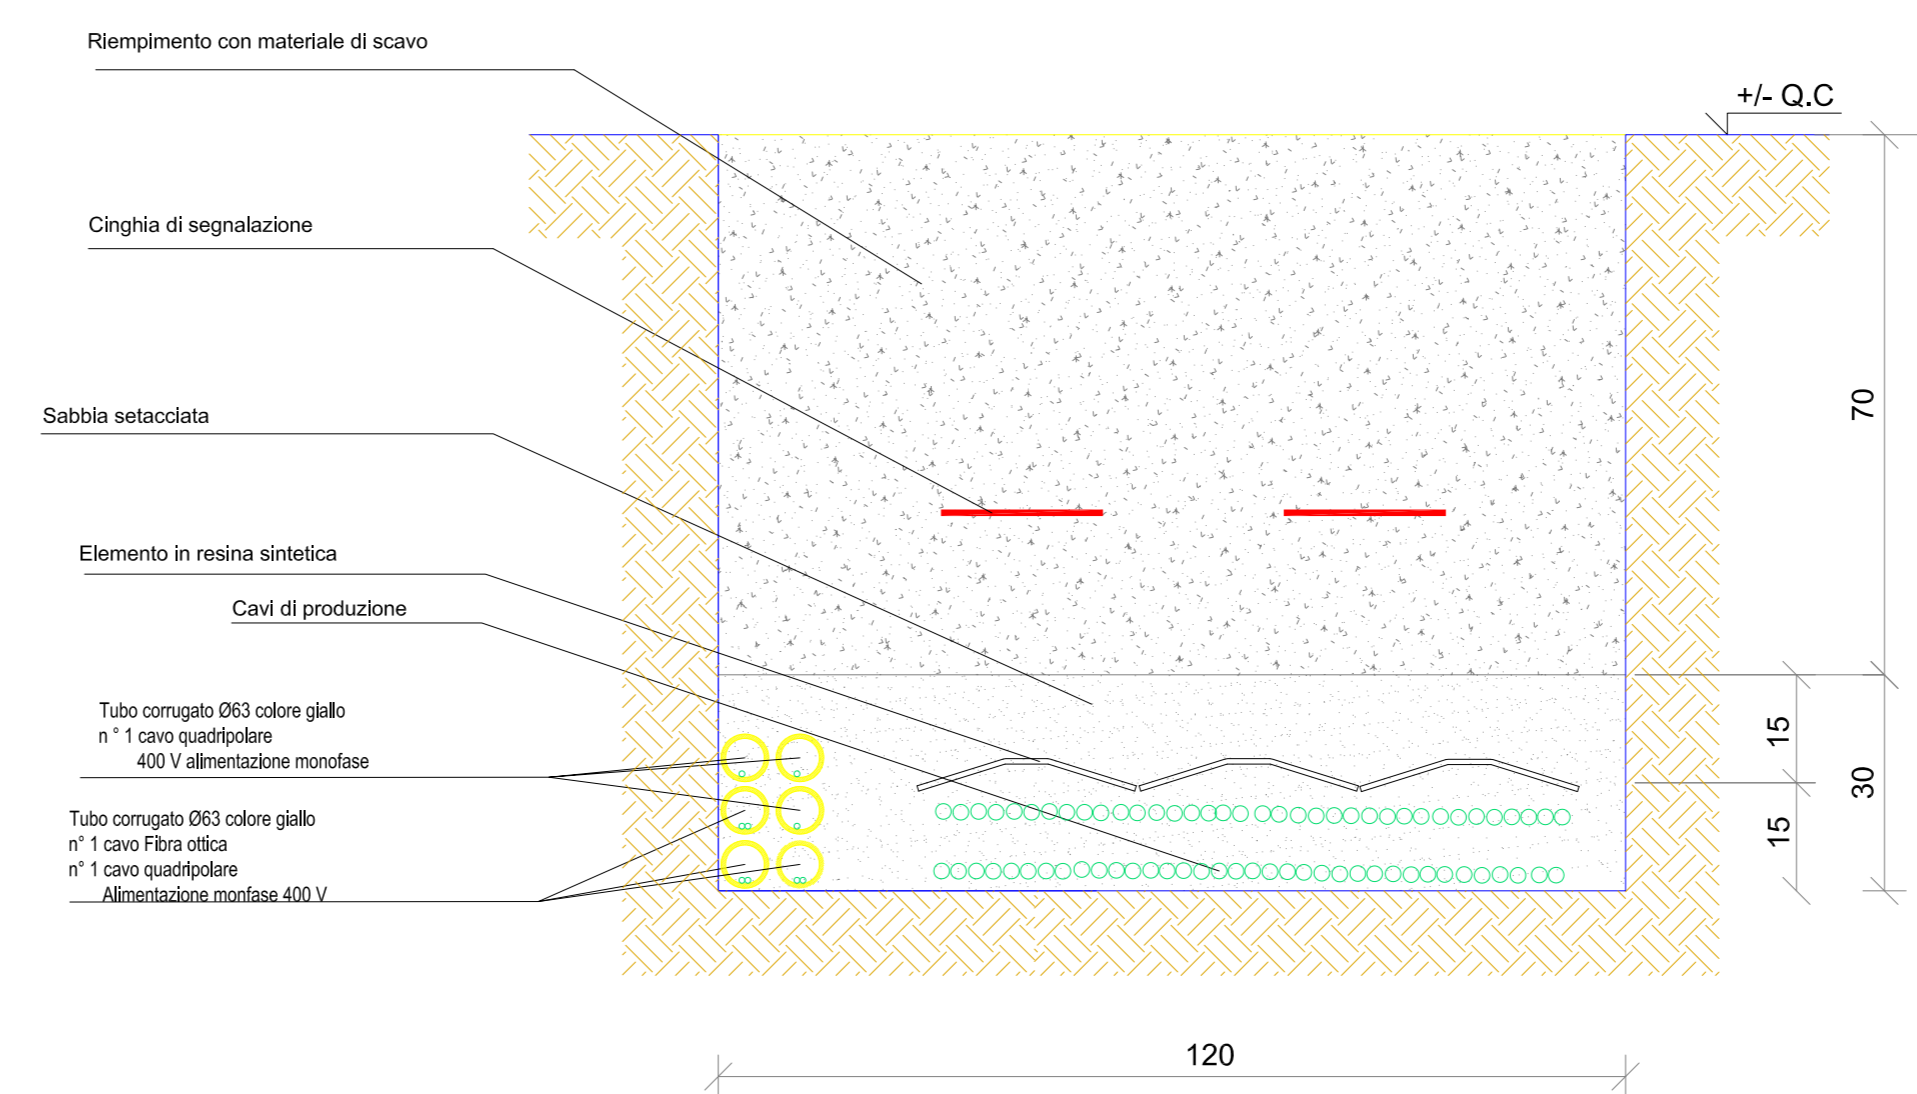 Riempimento con materiale di scavo
+/- Q.C
Cinghia di segnalazione
70
Sabbia setacciata
Elemento in resina sintetica
Cavi di produzione
Tubo corrugato Ø63 colore giallo
n ° 1 cavo quadripolare
400 V alimentazione monofase
15
30
15
Tubo corrugato Ø63 colore giallo
n° 1 cavo Fibra ottica
n° 1 cavo quadripolare
Alimentazione monfase 400 V
120